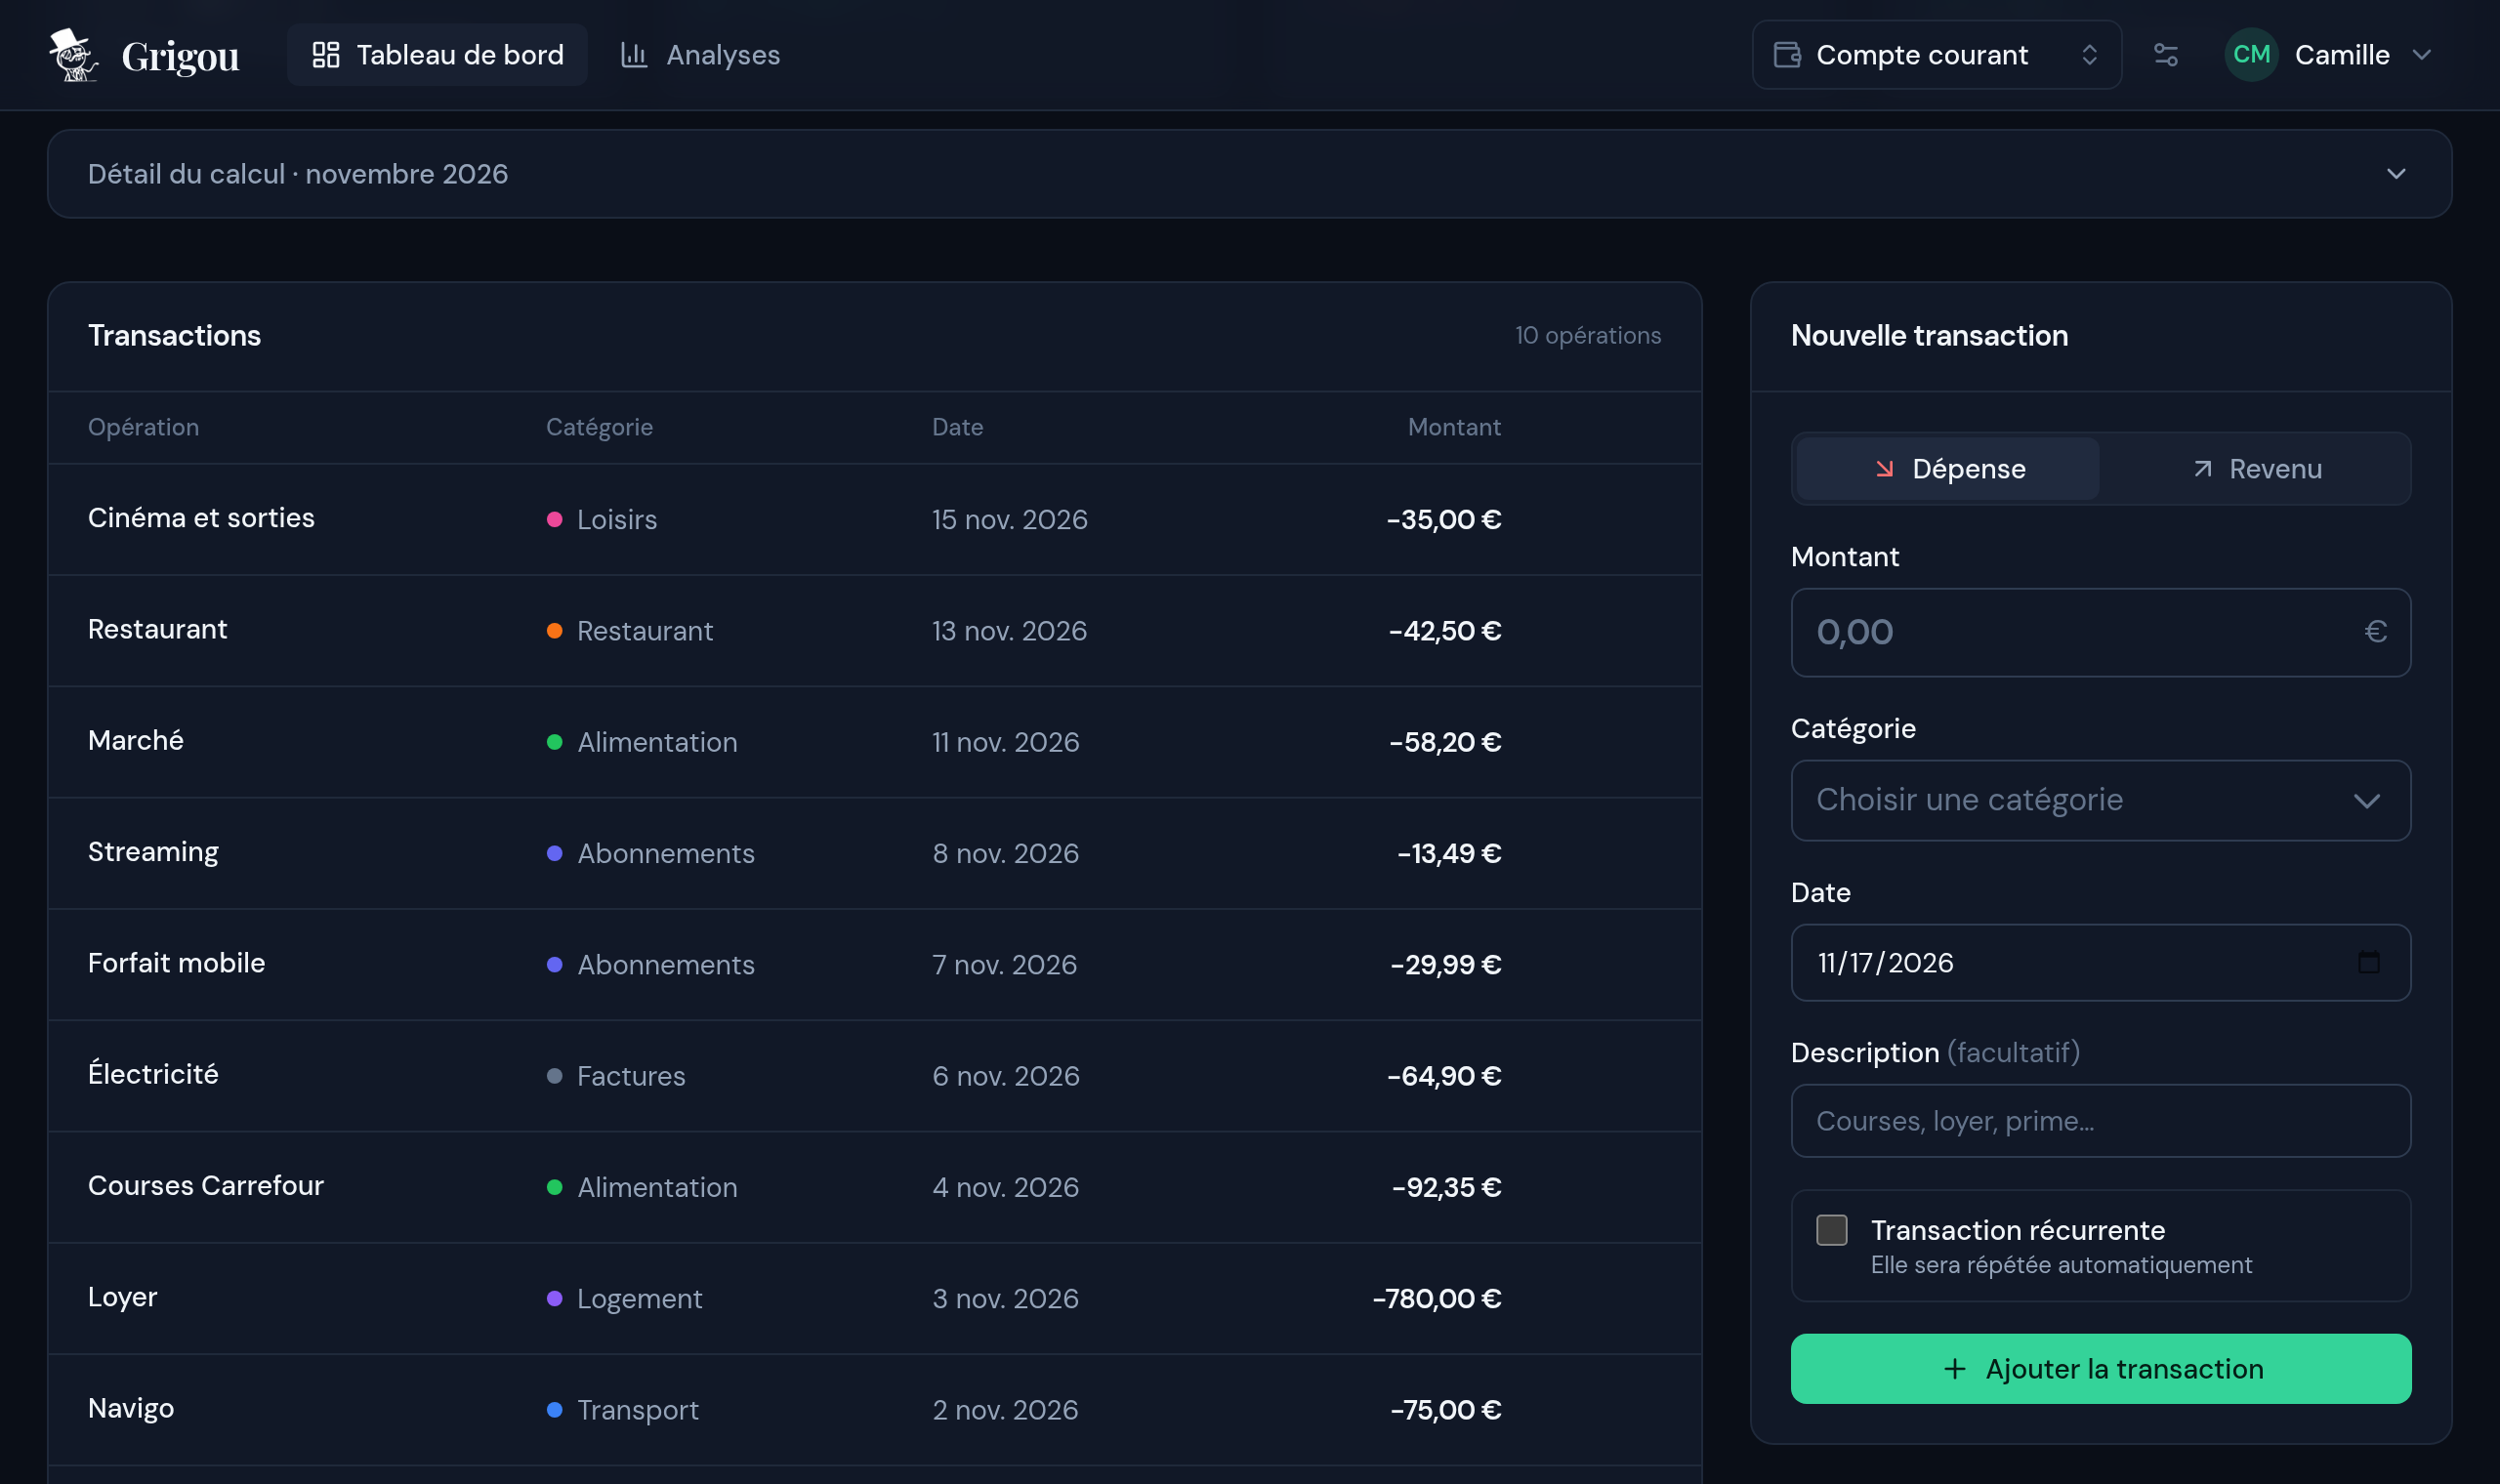 Grigou
Tableau de bord
Analyses
Compte courant
CM
Camille
Détail du calcul · novembre 2026
Transactions
10 opérations
Opération Catégorie Date Montant
Cinéma et sorties Loisirs 15 nov. 2026 -35,00 €
Restaurant Restaurant 13 nov. 2026 -42,50 €
Marché Alimentation 11 nov. 2026 -58,20 €
Streaming Abonnements 8 nov. 2026 -13,49 €
Forfait mobile Abonnements 7 nov. 2026 -29,99 €
Électricité Factures 6 nov. 2026 -64,90 €
Courses Carrefour Alimentation 4 nov. 2026 -92,35 €
Loyer Logement 3 nov. 2026 -780,00 €
Navigo Transport 2 nov. 2026 -75,00 €
Nouvelle transaction
Dépense
Revenu
Montant
0,00 €
Catégorie
Choisir une catégorie
Date
11/17/2026
Description (facultatif)
Courses, loyer, prime...
Transaction récurrente
Elle sera répétée automatiquement
+ Ajouter la transaction